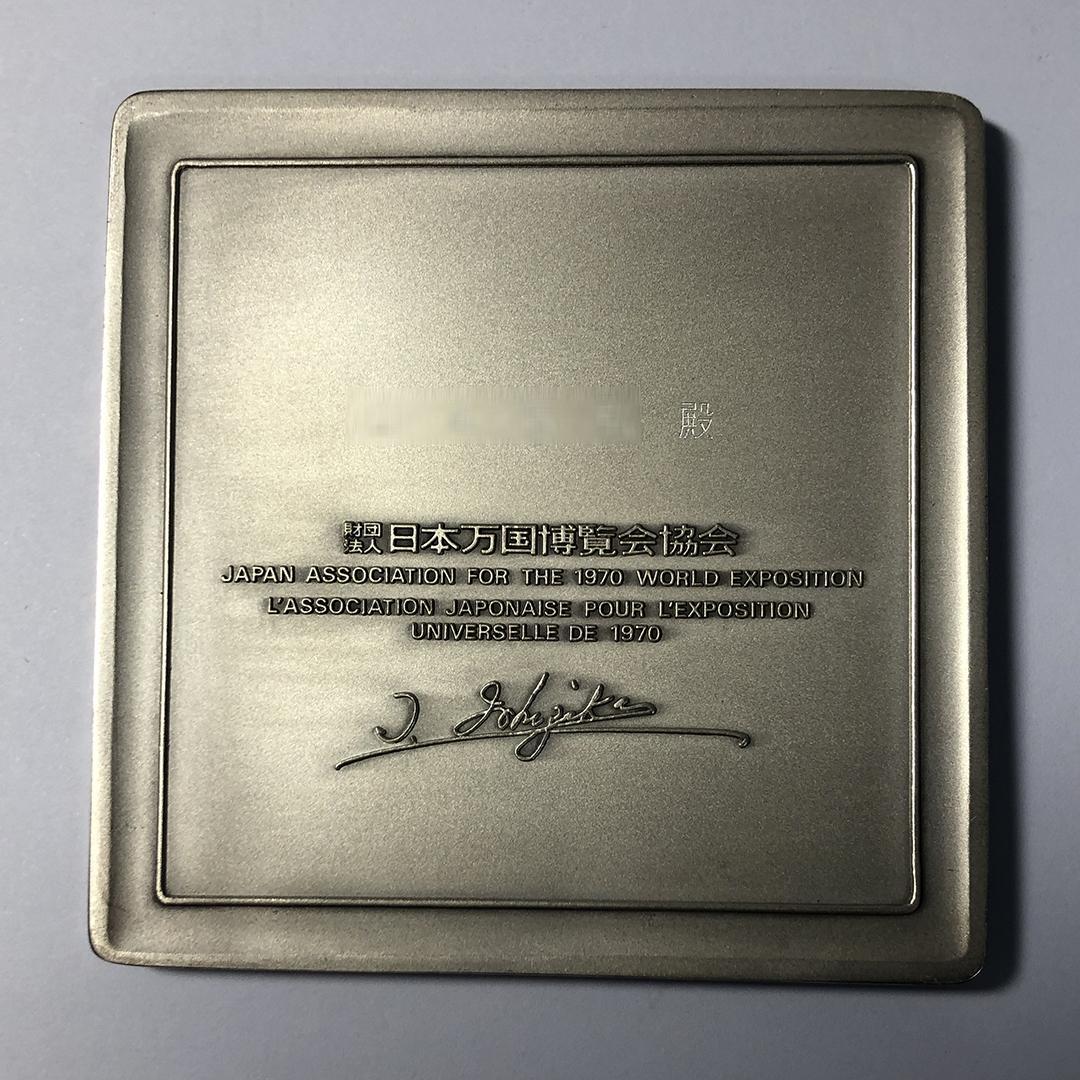 殿
財団法人日本万国博覧会協会
JAPAN ASSOCIATION FOR THE 1970 WORLD EXPOSITION
L'ASSOCIATION JAPONAISE POUR L'EXPOSITION
UNIVERSELLE DE 1970